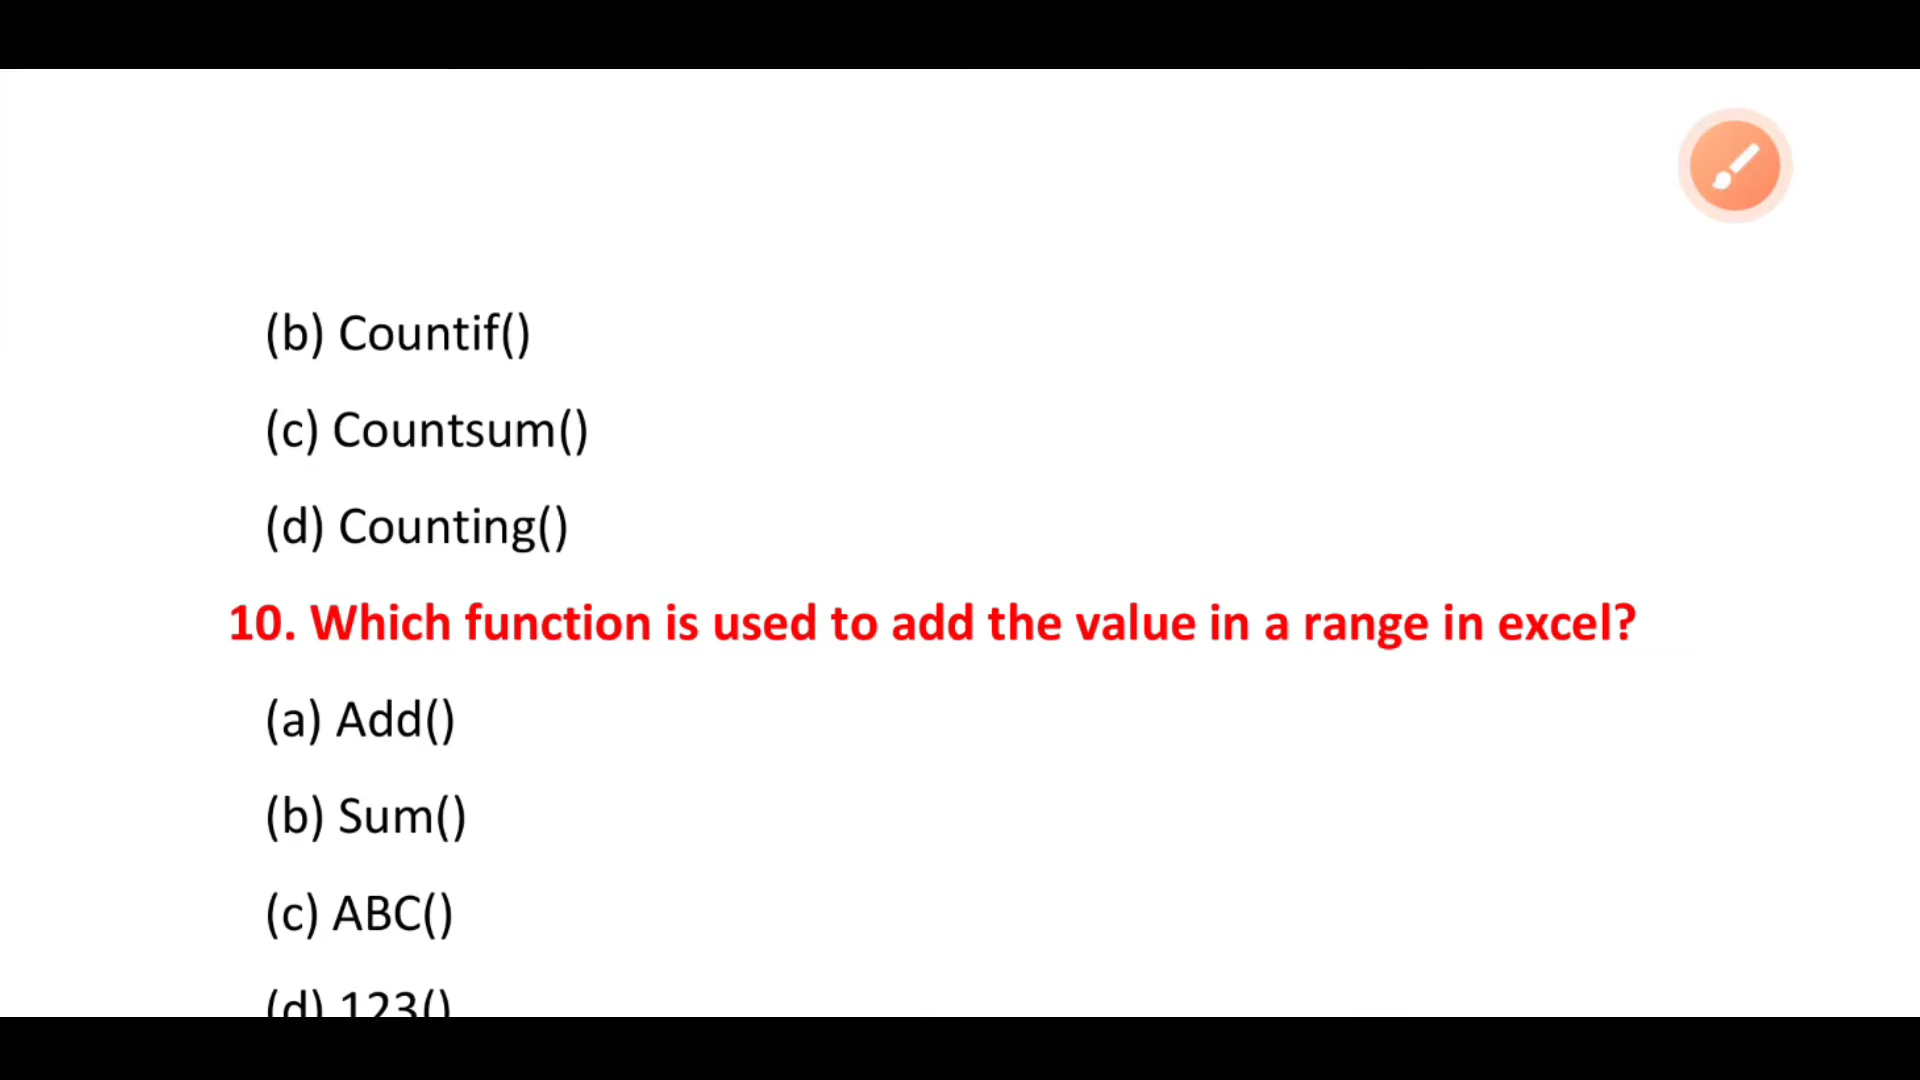 (b) Countif()
(c) Countsum()
(d) Counting()
10. Which function is used to add the value in a range in excel?
(a) Add()
(b) Sum()
(c) ABC()
(d) 123()